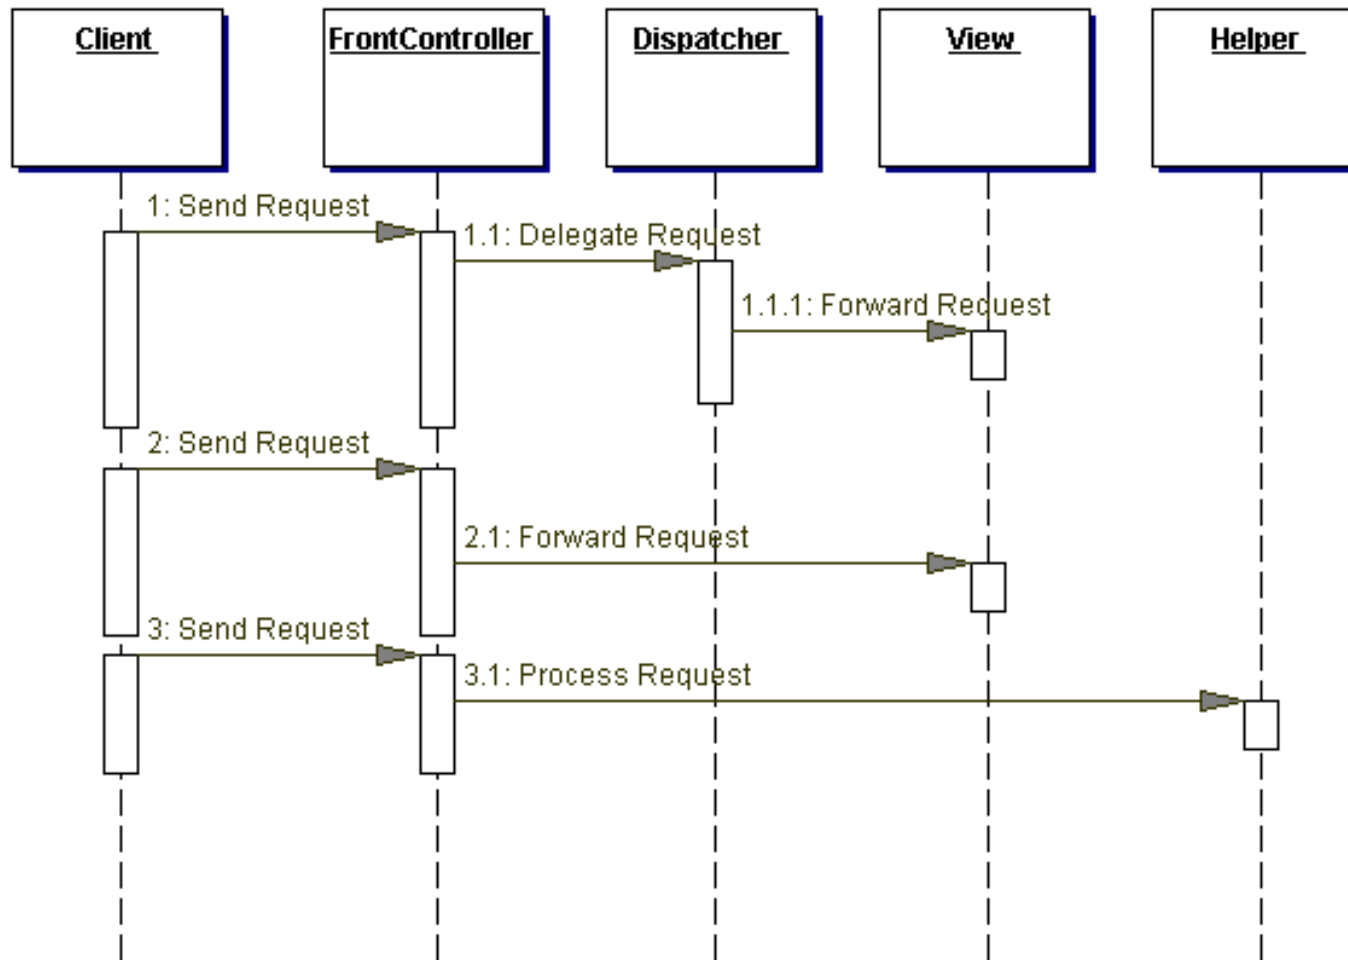 Client
FrontController
Dispatcher
View
Helper
1: Send Request
1.1: Delegate Request
1.1.1: Forward Request
2: Send Request
2.1: Forward Request
3: Send Request
3.1: Process Request